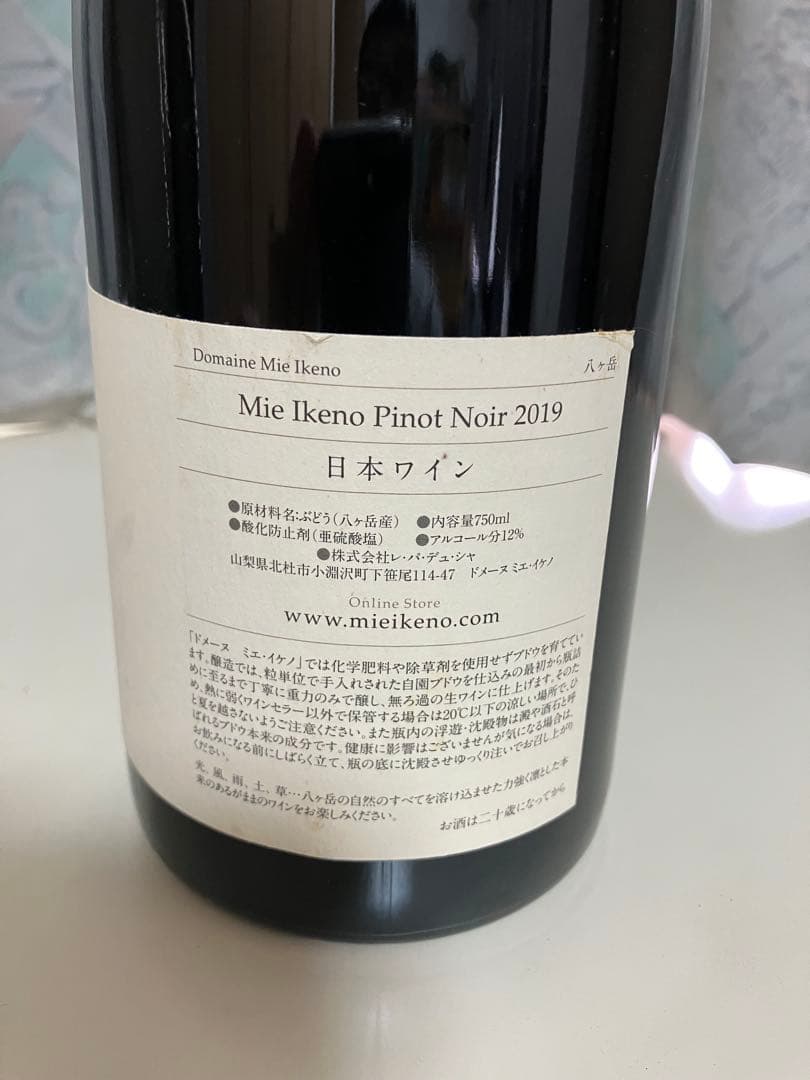 Domaine Mie Ikeno 八ヶ岳
Mie Ikeno Pinot Noir 2019
日本ワイン
●原材料名:ぶどう(八ヶ岳産) ●内容量750ml
●酸化防止剤(亜硫酸塩) ●アルコール分12%
●株式会社レ・パ・デュ・シャ
山梨県北杜市小淵沢町下笹尾114-47 ドメーヌ ミエ・イケノ
Online Store
www.mieikeno.com
「ドメーヌ ミエ・イケノ」では化学肥料や除草剤を使用せずブドウを育ててい
ます。醸造では、粒単位で手入れされた自園ブドウを仕込みの最初から瓶詰
めに至るまで丁寧に重力のみで醸し、無ろ過の生ワインに仕上げます。そのた
め、熱に弱くワインセラー以外で保管する場合は20℃以下の涼しい場所で、ひ
と夏を越さないようご注意ください。また瓶内の浮遊・沈殿物は澱や酒石と呼
ばれるブドウ本来の成分です。健康に影響はございませんが気になる場合は、
お飲みになる前にしばらく立て、瓶の底に沈殿させゆっくり注いでお召し上がり
ください。
光、風、雨、土、草…八ヶ岳の自然のすべてを溶け込ませた力強く凛とした本
来のあるがままのワインをお楽しみください。
お酒は二十歳になってから